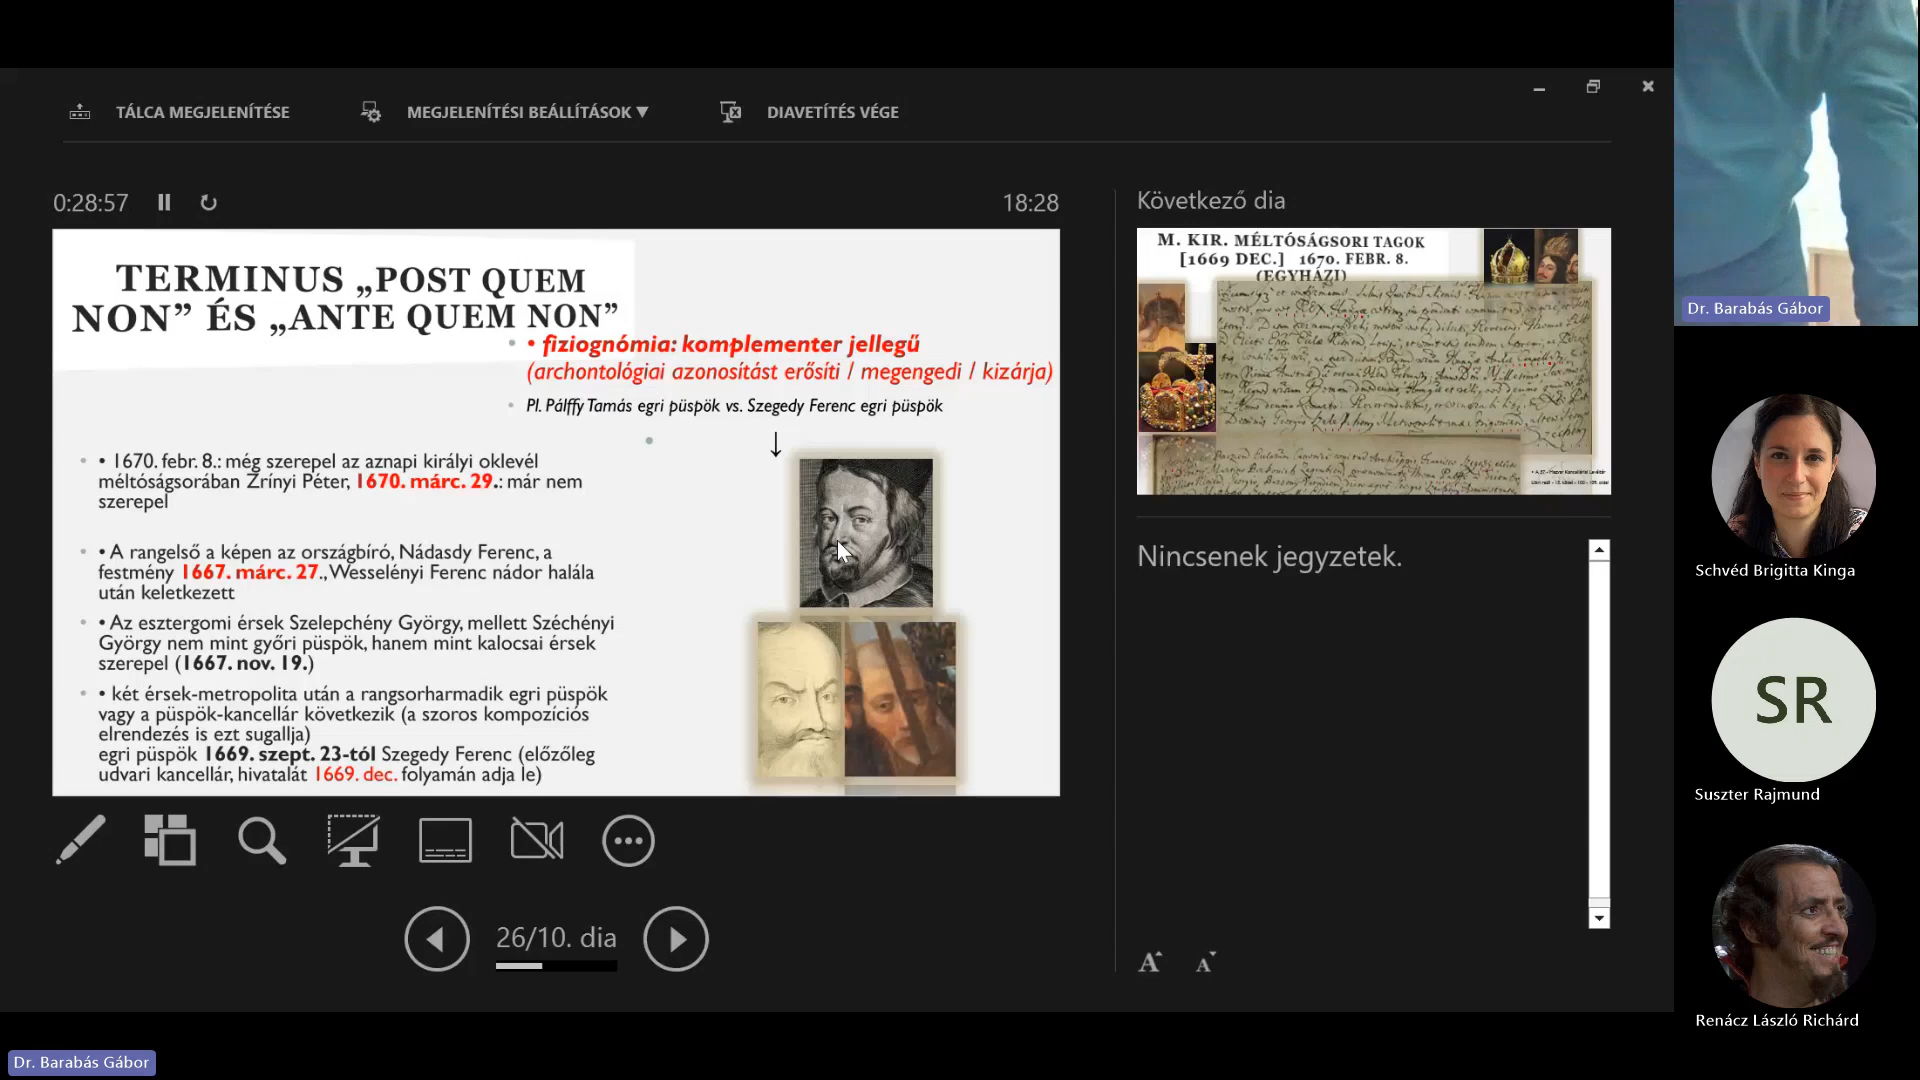 TÁLCA MEGJELENÍTÉSE
MEGJELENÍTÉSI BEÁLLÍTÁSOK ▼
DIAVETÍTÉS VÉGE
0:28:57
18:28
TERMINUS „POST QUEM
NON” ÉS „ANTE QUEM NON”
• • fiziognómia: komplementer jellegű
(archontológiai azonosítást erősíti / megengedi / kizárja)
• Pl. Pálffy Tamás egri püspök vs. Szegedy Ferenc egri püspök
• • 1670. febr. 8.: még szerepel az aznapi királyi oklevél
méltóságsorában Zrínyi Péter, 1670. márc. 29.: már nem
szerepel
• • A rangelső a képen az országbíró, Nádasdy Ferenc, a
festmény 1667. márc. 27., Wesselényi Ferenc nádor halála
után keletkezett
• • Az esztergomi érsek Szelepchény György, mellett Széchényi
György nem mint győri püspök, hanem mint kalocsai érsek
szerepel (1667. nov. 19.)
• • két érsek-metropolita után a rangsorharmadik egri püspök
vagy a püspök-kancellár következik (a szoros kompozíciós
elrendezés is ezt sugallja)
egri püspök 1669. szept. 23-tól Szegedy Ferenc (előzőleg
udvari kancellár, hivatalát 1669. dec. folyamán adja le)
26/10. dia
Következő dia
M. KIR. MÉLTÓSÁGSORI TAGOK
[1669 DEC.] 1670. FEBR. 8.
(EGYHÁZI)
Nincsenek jegyzetek.
A A
Dr. Barabás Gábor
Schvéd Brigitta Kinga
SR
Suszter Rajmund
Renácz László Richárd
Dr. Barabás Gábor